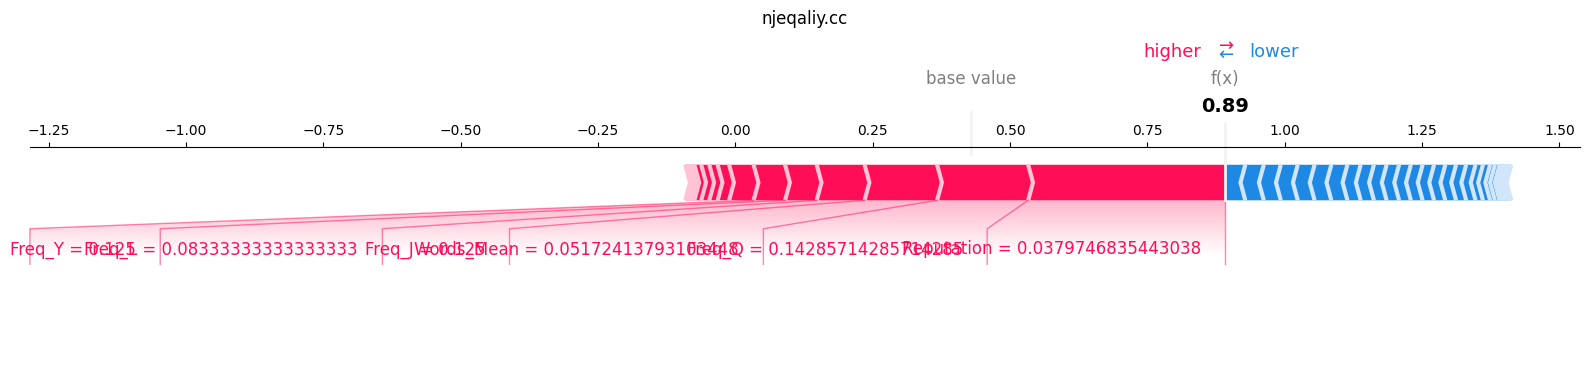 njeqaliy.cc
higher ⇄ lower
base value f(x)
0.89
−1.25 −1.00 −0.75 −0.50 −0.25 0.00 0.25 0.50 0.75 1.00 1.25 1.50
Freq_Y = 0.125 Freq_L = 0.08333333333333333 Freq_J = 0.125 Words_Mean = 0.05172413793103448 Freq_Q = 0.14285714285714285 Reputation = 0.0379746835443038